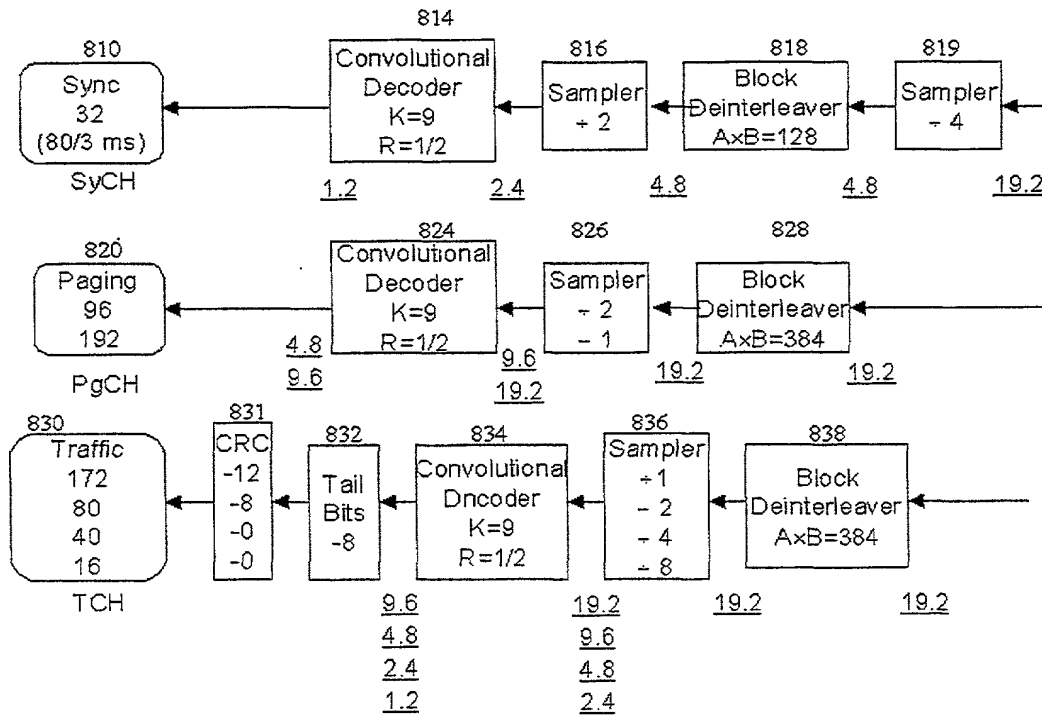 810
Sync
32
(80/3 ms)
SyCH
814
Convolutional
Decoder
K=9
R=1/2
816
Sampler
÷ 2
818
Block
Deinterleaver
AxB=128
819
Sampler
÷ 4
1.2
2.4
4.8
4.8
19.2
820
Paging
96
192
PgCH
824
Convolutional
Decoder
K=9
R=1/2
826
Sampler
÷ 2
÷ 1
828
Block
Deinterleaver
AxB=384
4.8
9.6
9.6
19.2
19.2
19.2
830
Traffic
172
80
40
16
TCH
831
CRC
-12
-8
-0
-0
832
Tail
Bits
-8
834
Convolutional
Dncoder
K=9
R=1/2
836
Sampler
÷1
÷ 2
÷ 4
÷ 8
838
Block
Deinterleaver
AxB=384
9.6
4.8
2.4
1.2
19.2
9.6
4.8
2.4
19.2
19.2